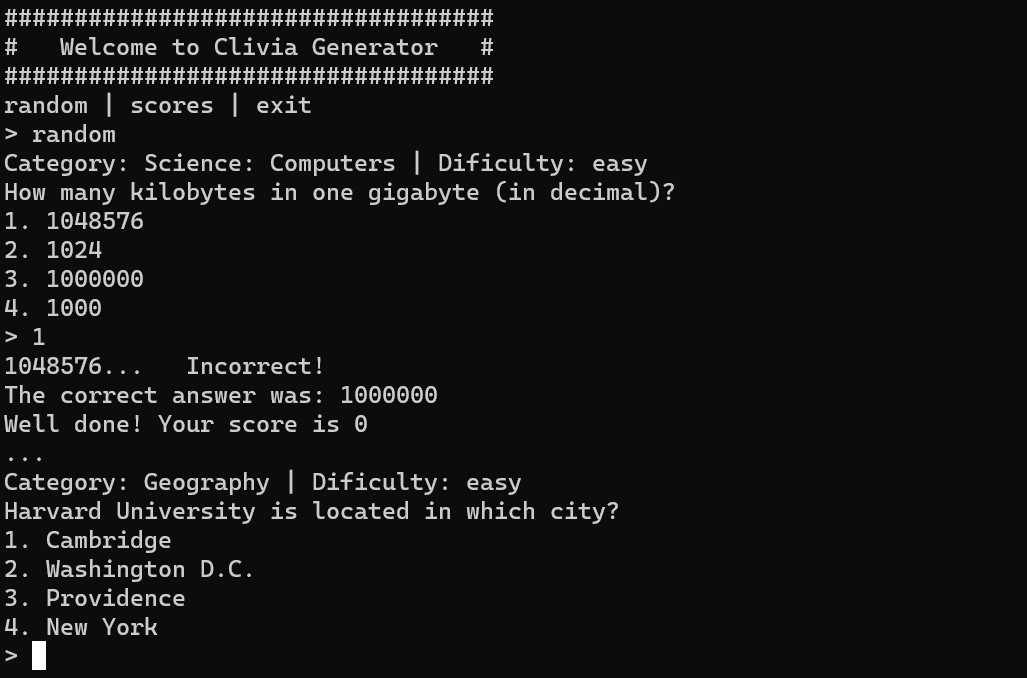 ###################################
#   Welcome to Clivia Generator   #
###################################
random | scores | exit
> random
Category: Science: Computers | Dificulty: easy
How many kilobytes in one gigabyte (in decimal)?
1. 1048576
2. 1024
3. 1000000
4. 1000
> 1
1048576...   Incorrect!
The correct answer was: 1000000
Well done! Your score is 0
...
Category: Geography | Dificulty: easy
Harvard University is located in which city?
1. Cambridge
2. Washington D.C.
3. Providence
4. New York
>